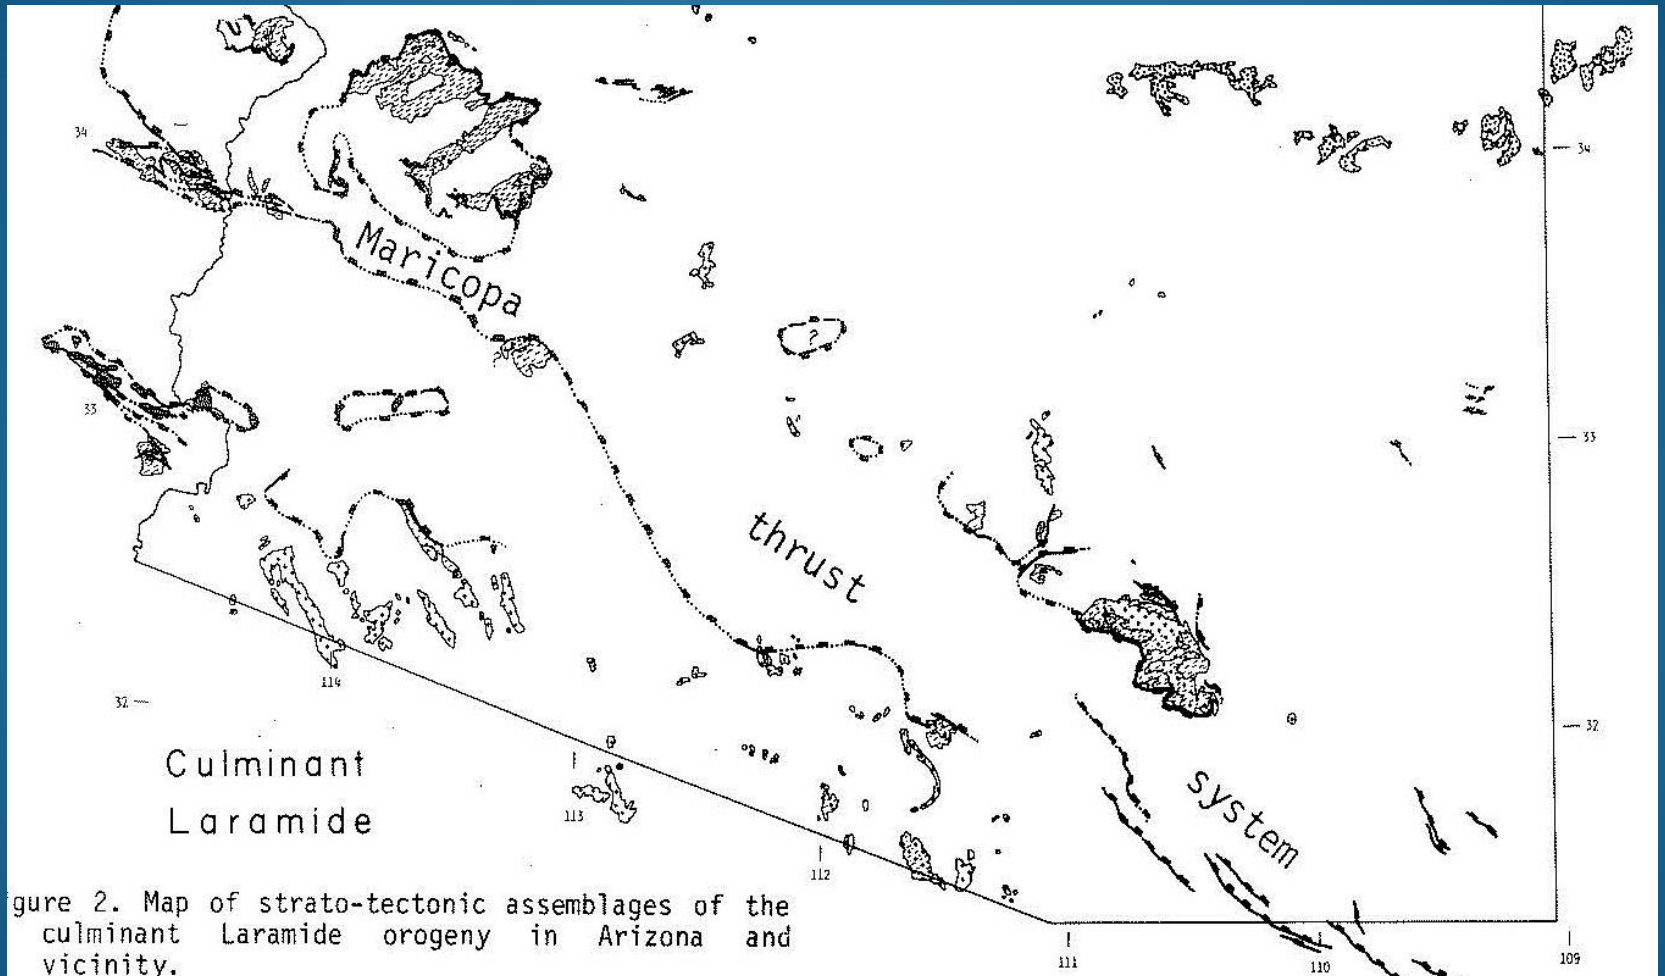 34
34
Maricopa
?
?
33
33
thrust
114
32
32
system
Culminant
Laramide
113
112
gure 2. Map of strato-tectonic assemblages of the
culminant Laramide orogeny in Arizona and
vicinity.
111
110
109